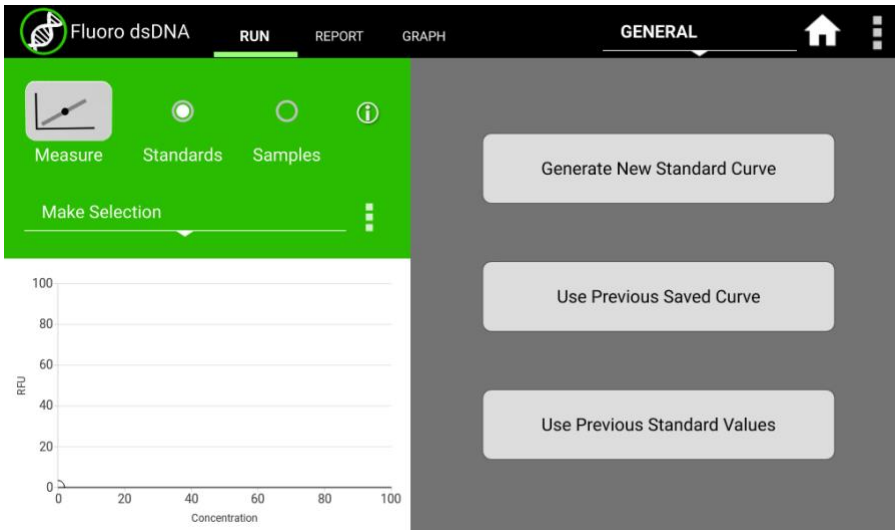 Fluoro dsDNA RUN REPORT GRAPH GENERAL
Measure Standards Samples
Make Selection
Generate New Standard Curve
Use Previous Saved Curve
Use Previous Standard Values
100
80
60
40
20
0
RFU
0 20 40 60 80 100
Concentration